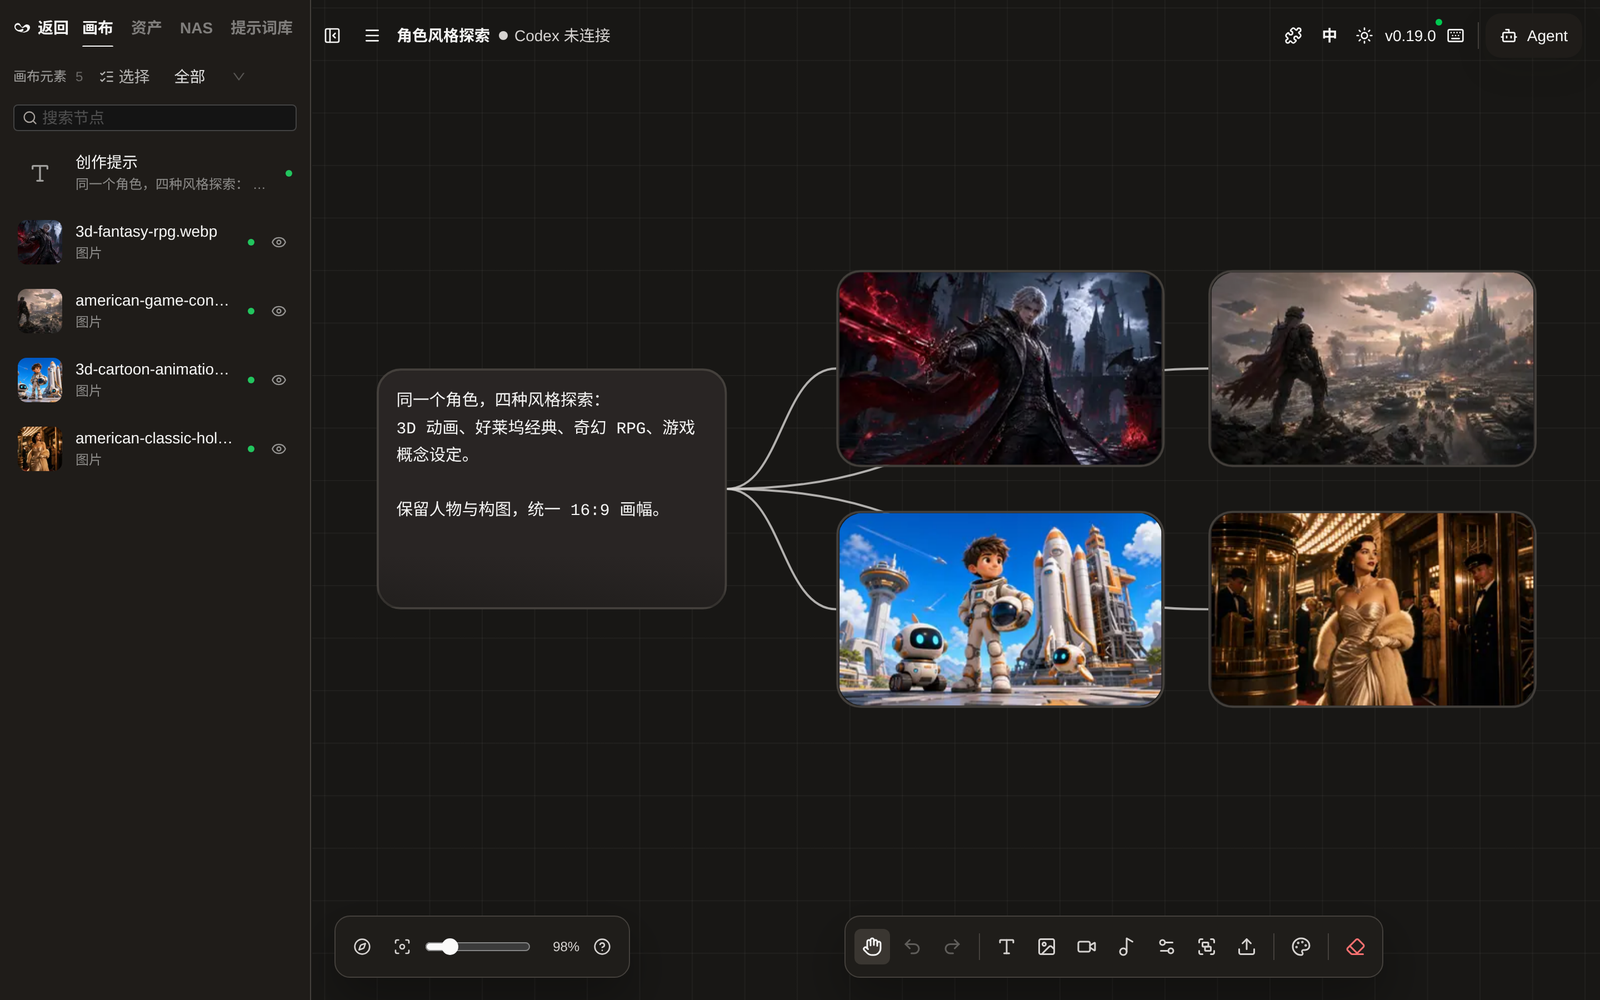 返回 画布 资产 NAS 提示词库
角色风格探索 Codex 未连接
中 v0.19.0 Agent
画布元素 5 选择 全部
搜索节点
创作提示
同一个角色，四种风格探索： ...
3d-fantasy-rpg.webp
图片
american-game-con...
图片
3d-cartoon-animatio...
图片
american-classic-hol...
图片
同一个角色，四种风格探索：
3D 动画、好莱坞经典、奇幻 RPG、游戏
概念设定。
保留人物与构图，统一 16:9 画幅。
98%